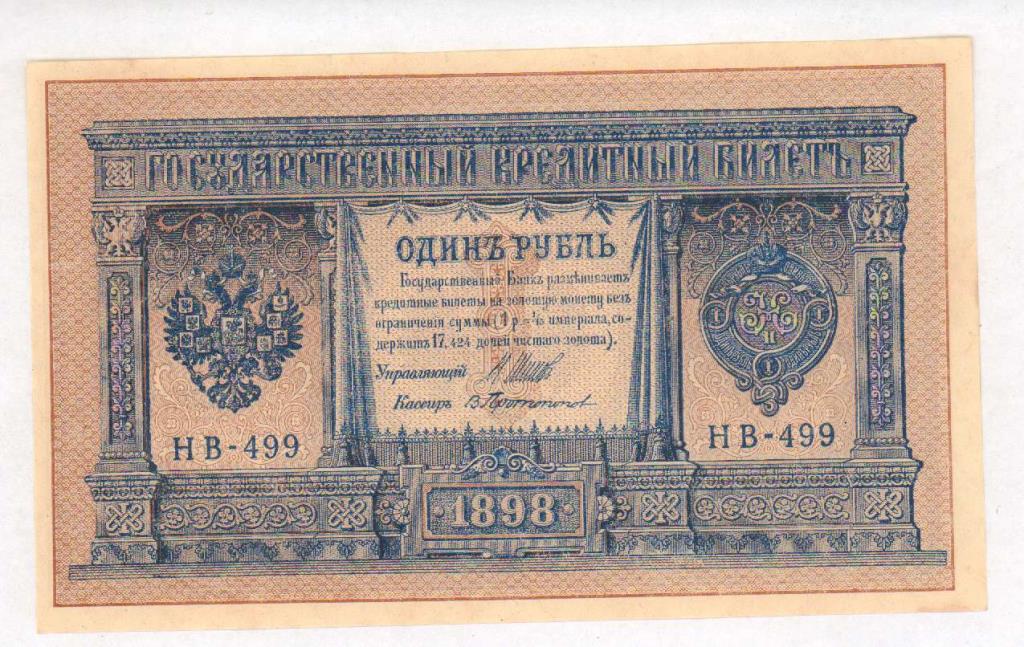 ГОСУДАРСТВЕННЫЙ КРЕДИТНЫЙ БИЛЕТЪ
ОДИНЪ РУБЛЬ
Государственный Банкъ размѣниваетъ
кредитные билеты на золотую монету безъ
ограниченія суммы (1 р. = 1/15 имперіала, со-
держитъ 17,424 долей чистаго золота).
Управляющій
Кассиръ В. Протопопов
НВ-499
НВ-499
1898